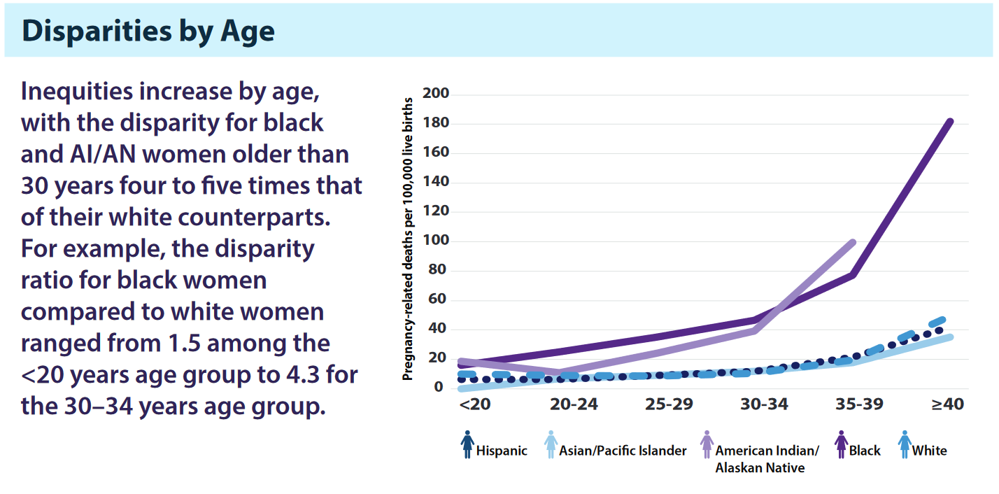 Disparities by Age
Inequities increase by age,
with the disparity for black
and AI/AN women older than
30 years four to five times that
of their white counterparts.
For example, the disparity
ratio for black women
compared to white women
ranged from 1.5 among the
<20 years age group to 4.3 for
the 30–34 years age group.
Pregnancy-related deaths per 100,000 live births
200
180
160
140
120
100
80
60
40
20
0
<20 20-24 25-29 30-34 35-39 ≥40
Hispanic Asian/Pacific Islander American Indian/ Black White
Alaskan Native